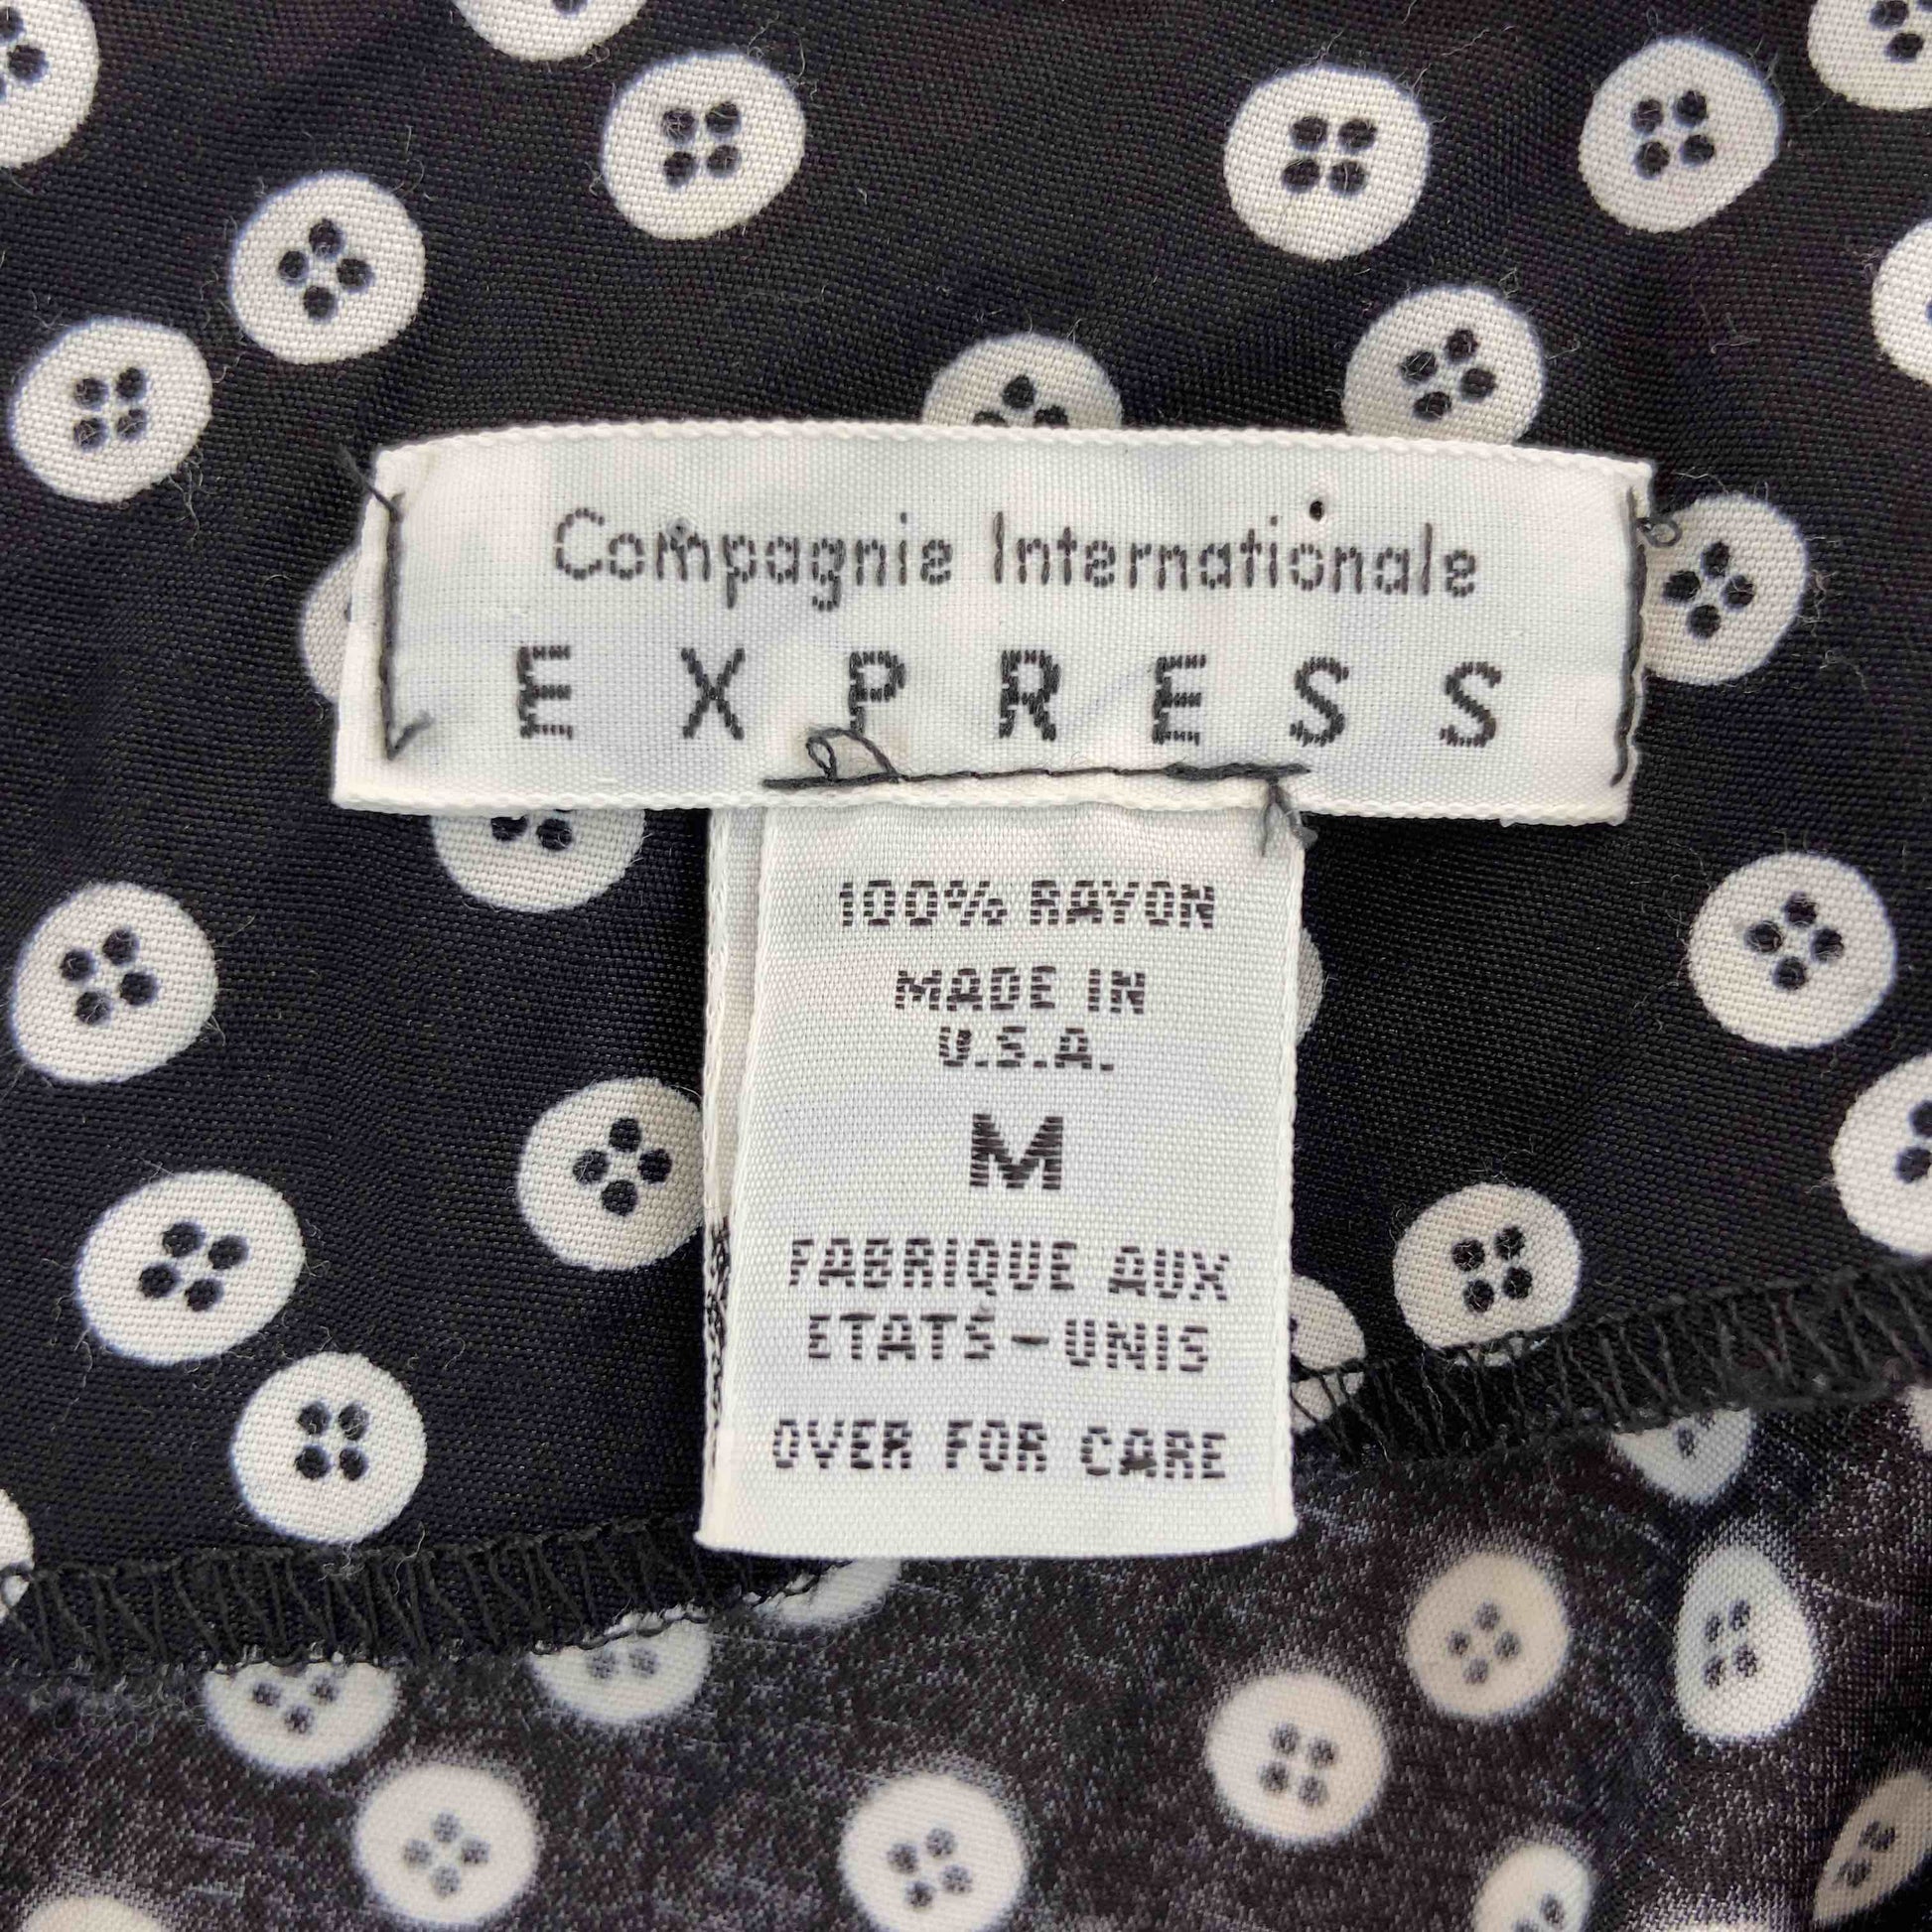 Compagnie Internationale
EXPRESS
100% RAYON
MADE IN
U.S.A.
M
FABRIQUE AUX
ETATS-UNIS
OVER FOR CARE